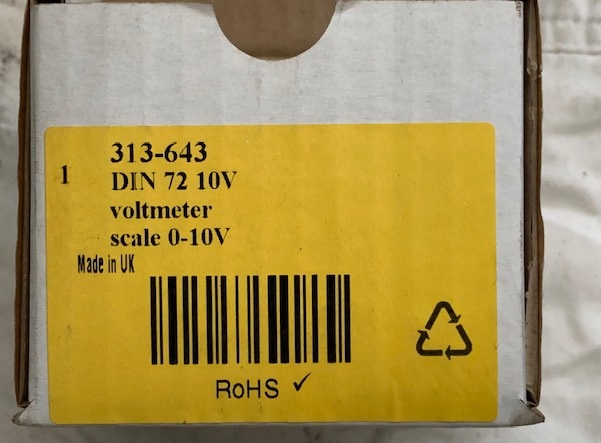 313-643
1
DIN 72 10V
voltmeter
scale 0-10V
Made in UK
RoHS ✓